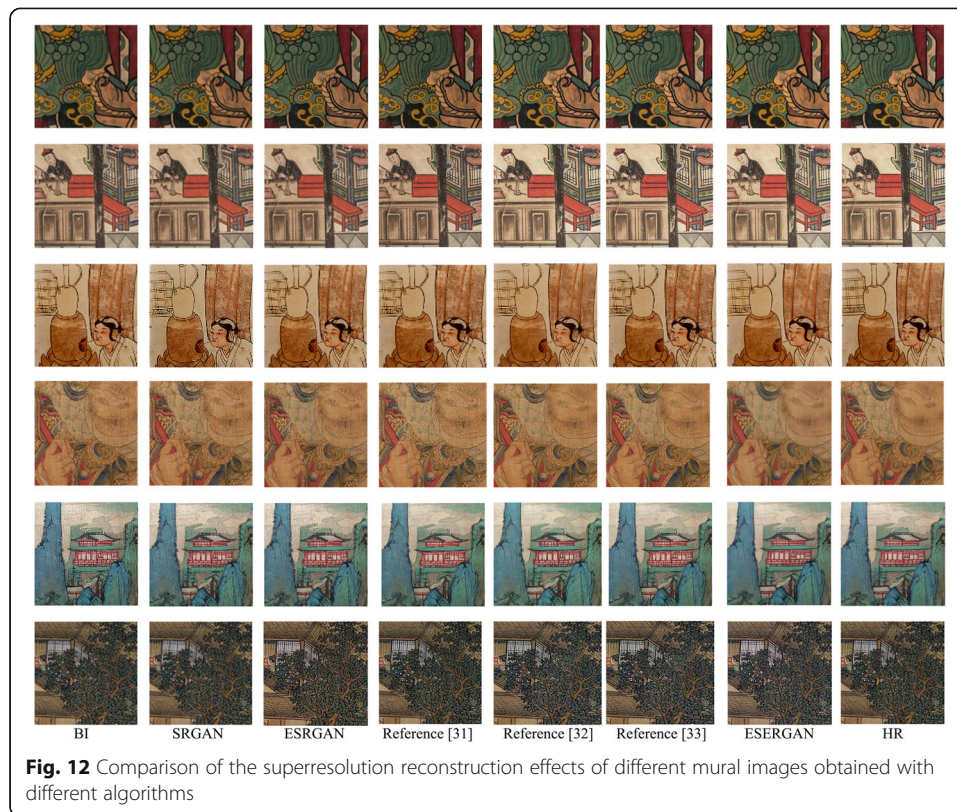 BI SRGAN ESRGAN Reference [31] Reference [32] Reference [33] ESERGAN HR
Fig. 12 Comparison of the superresolution reconstruction effects of different mural images obtained with
different algorithms